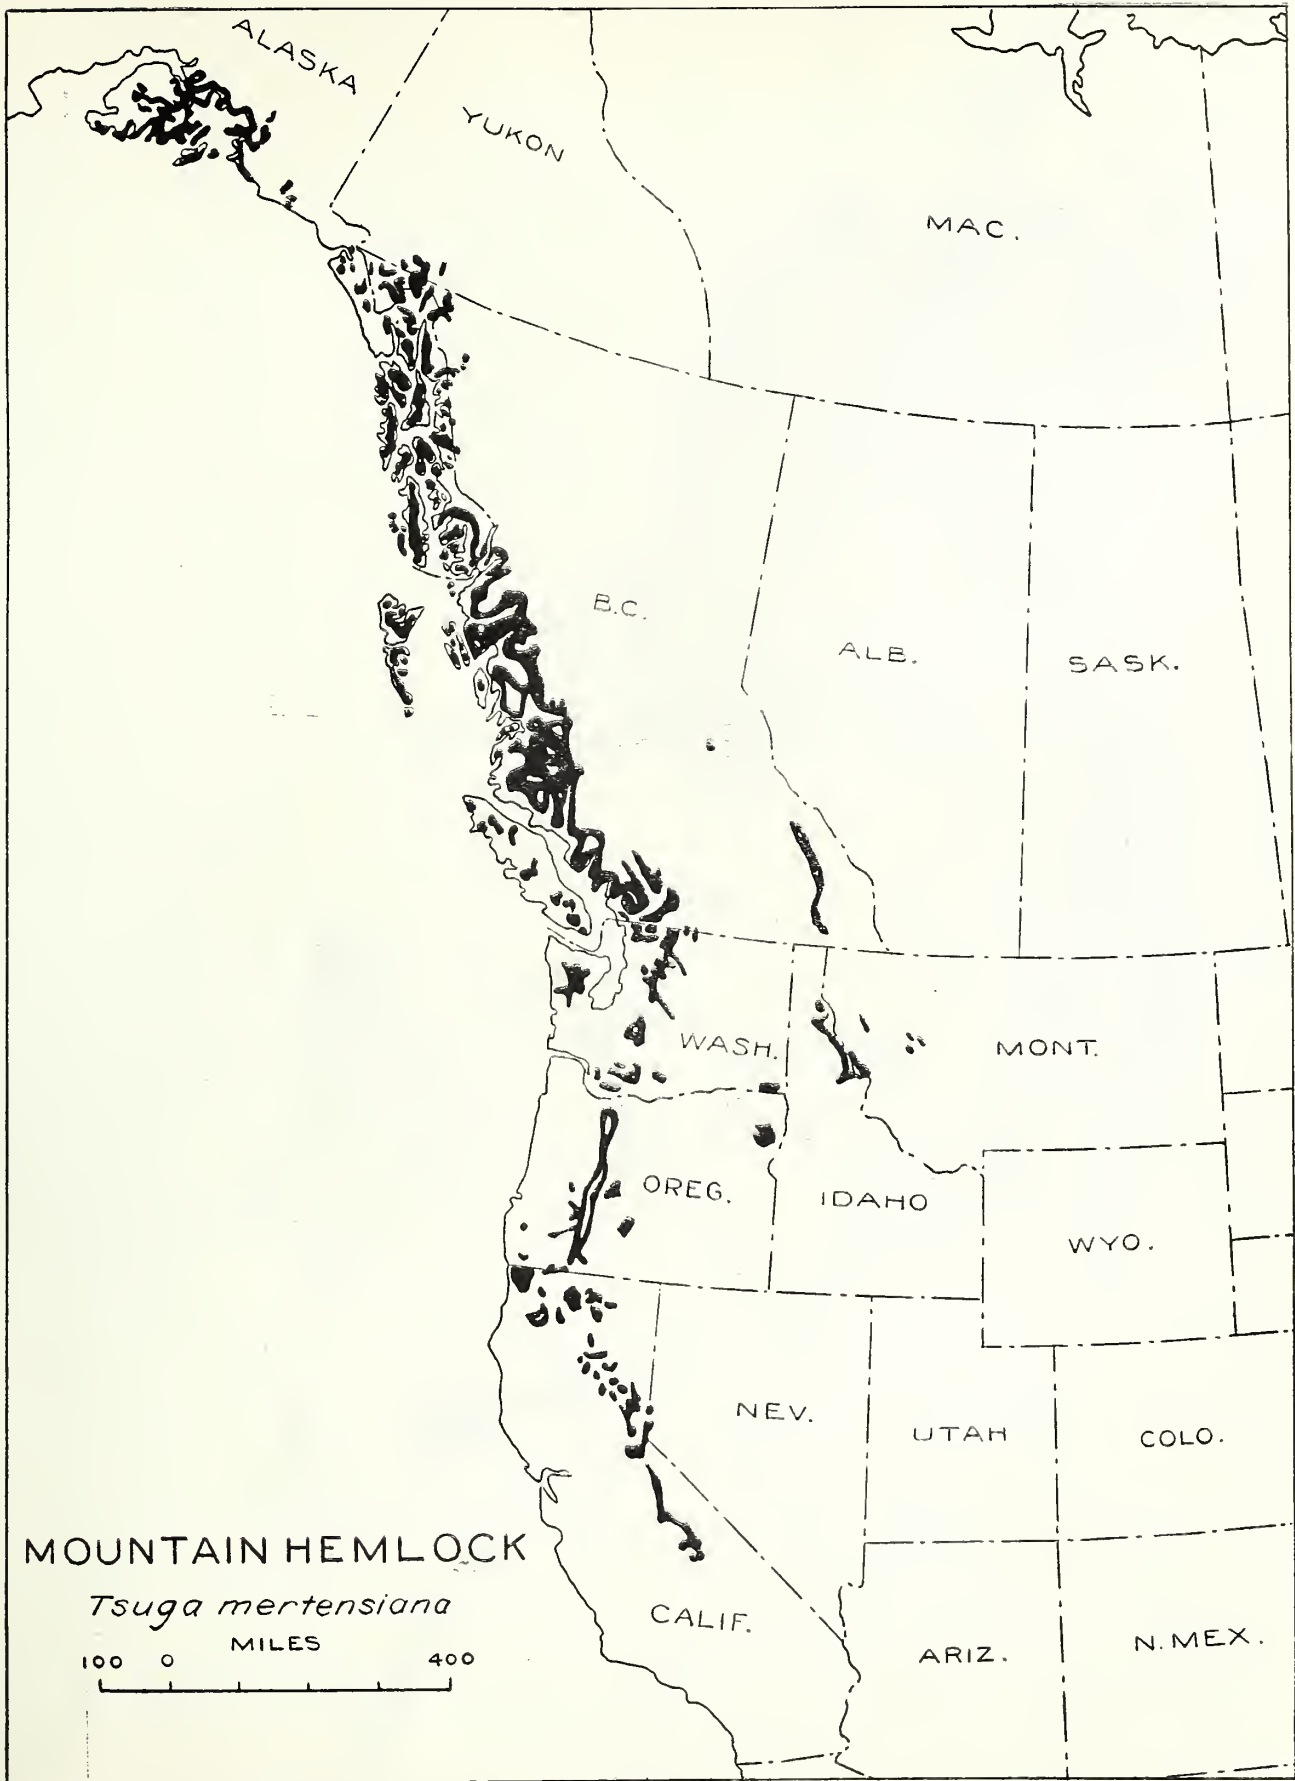 ALASKA
YUKON
MAC.
B.C.
ALB.
SASK.
WASH.
MONT.
OREG.
IDAHO
WYO.
NEV.
UTAH
COLO.
MOUNTAIN HEMLOCK
Tsuga mertensiana
MILES
100 0 400
CALIF.
ARIZ.
N.MEX.